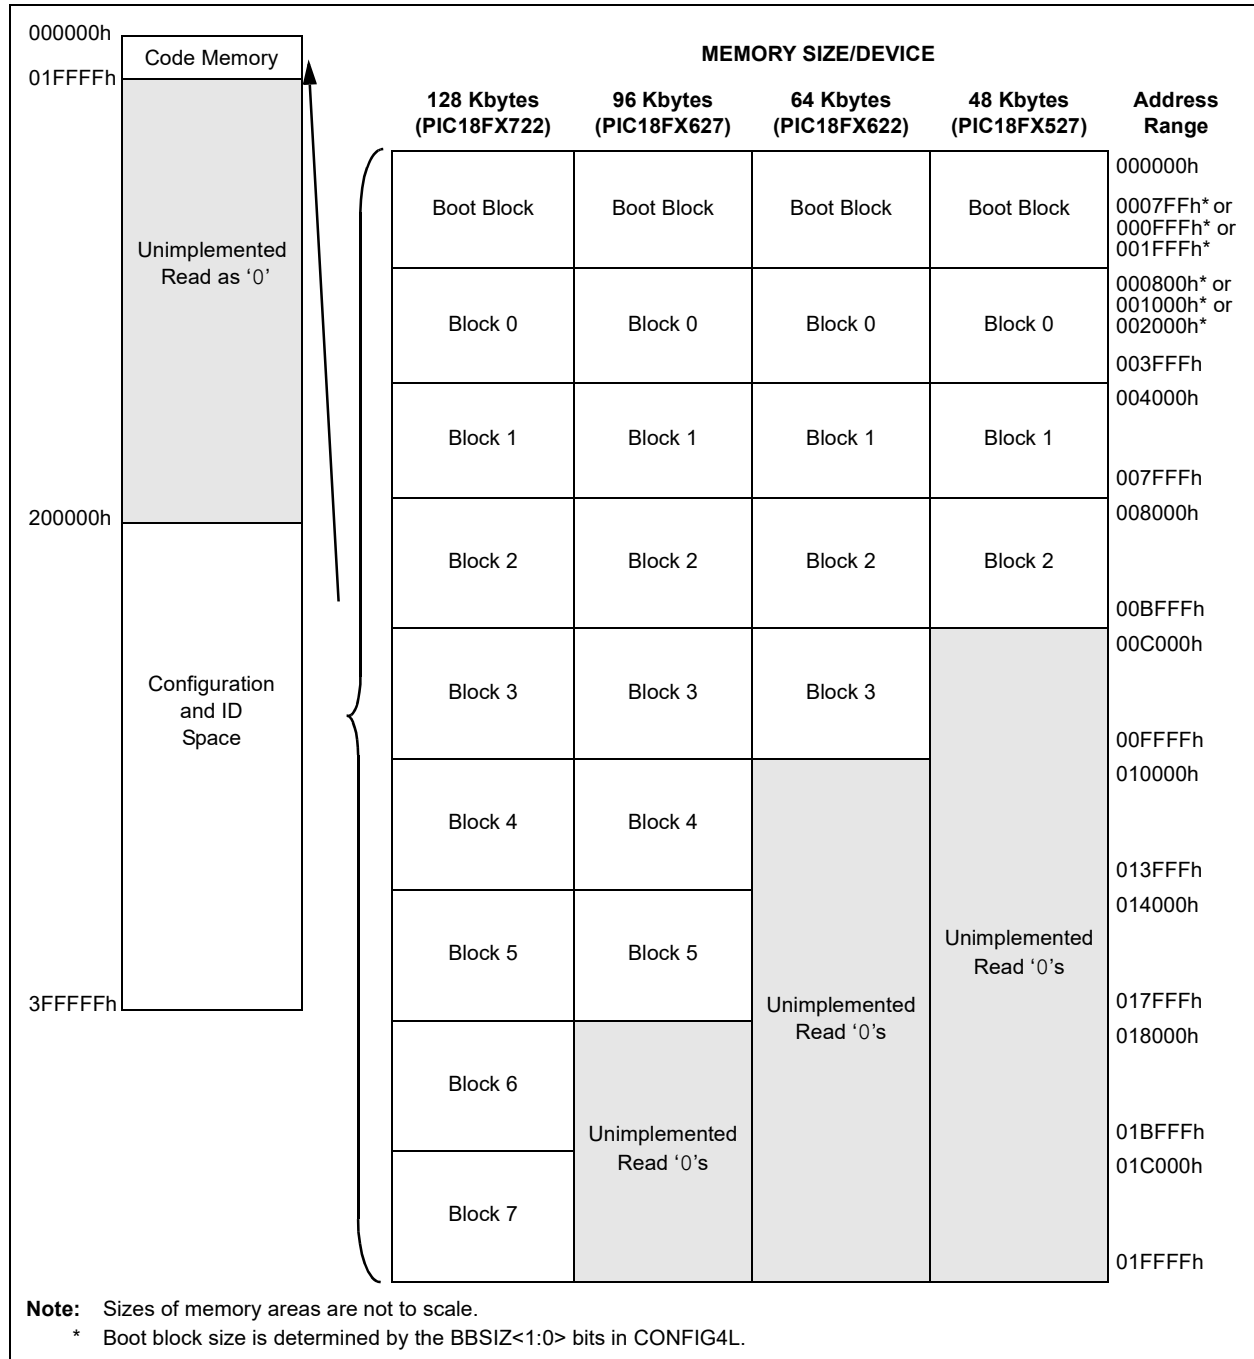 000000h
Code Memory
01FFFFh
Unimplemented
Read as ‘0’
200000h
Configuration
and ID
Space
3FFFFFh
MEMORY SIZE/DEVICE
128 Kbytes
(PIC18FX722)
96 Kbytes
(PIC18FX627)
64 Kbytes
(PIC18FX622)
48 Kbytes
(PIC18FX527)
Address
Range
Boot Block
Boot Block
Boot Block
Boot Block
000000h
0007FFh* or
000FFFh* or
001FFFh*
Block 0
Block 0
Block 0
Block 0
000800h* or
001000h* or
002000h*
003FFFh
Block 1
Block 1
Block 1
Block 1
004000h
007FFFh
Block 2
Block 2
Block 2
Block 2
008000h
00BFFFh
Block 3
Block 3
Block 3
00C000h
00FFFFh
Block 4
Block 4
010000h
013FFFh
Block 5
Block 5
014000h
017FFFh
Unimplemented
Read ‘0’s
Unimplemented
Read ‘0’s
Block 6
018000h
01BFFFh
Unimplemented
Read ‘0’s
Block 7
01C000h
01FFFFh
Note: Sizes of memory areas are not to scale.
* Boot block size is determined by the BBSIZ<1:0> bits in CONFIG4L.